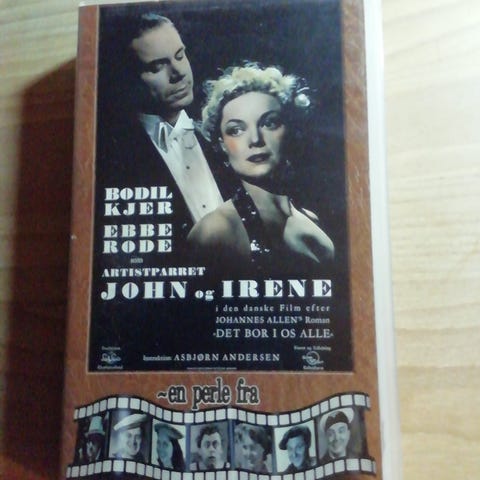 BODIL
KJER
EBBE
RODE
som
ARTISTPARRET
JOHN og IRENE
i den danske Film efter
JOHANNES ALLEN's Roman
»DET BOR I OS ALLE«
Instruktion: ASBJØRN ANDERSEN
~en perle fra